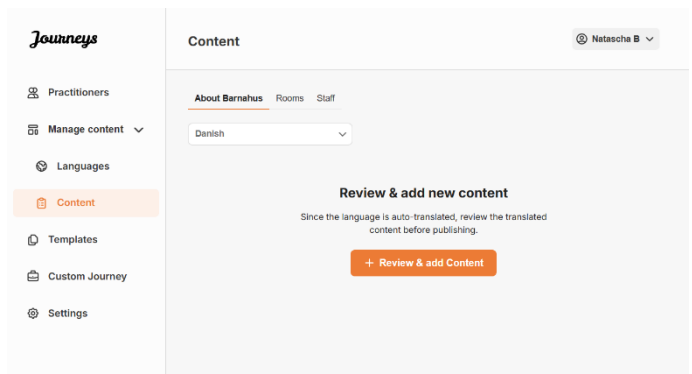 Journeys
Content
Natascha B
Practitioners
Manage content
Languages
Content
Templates
Custom Journey
Settings
About Barnahus Rooms Staff
Danish
Review & add new content
Since the language is auto-translated, review the translated
content before publishing.
+ Review & add Content